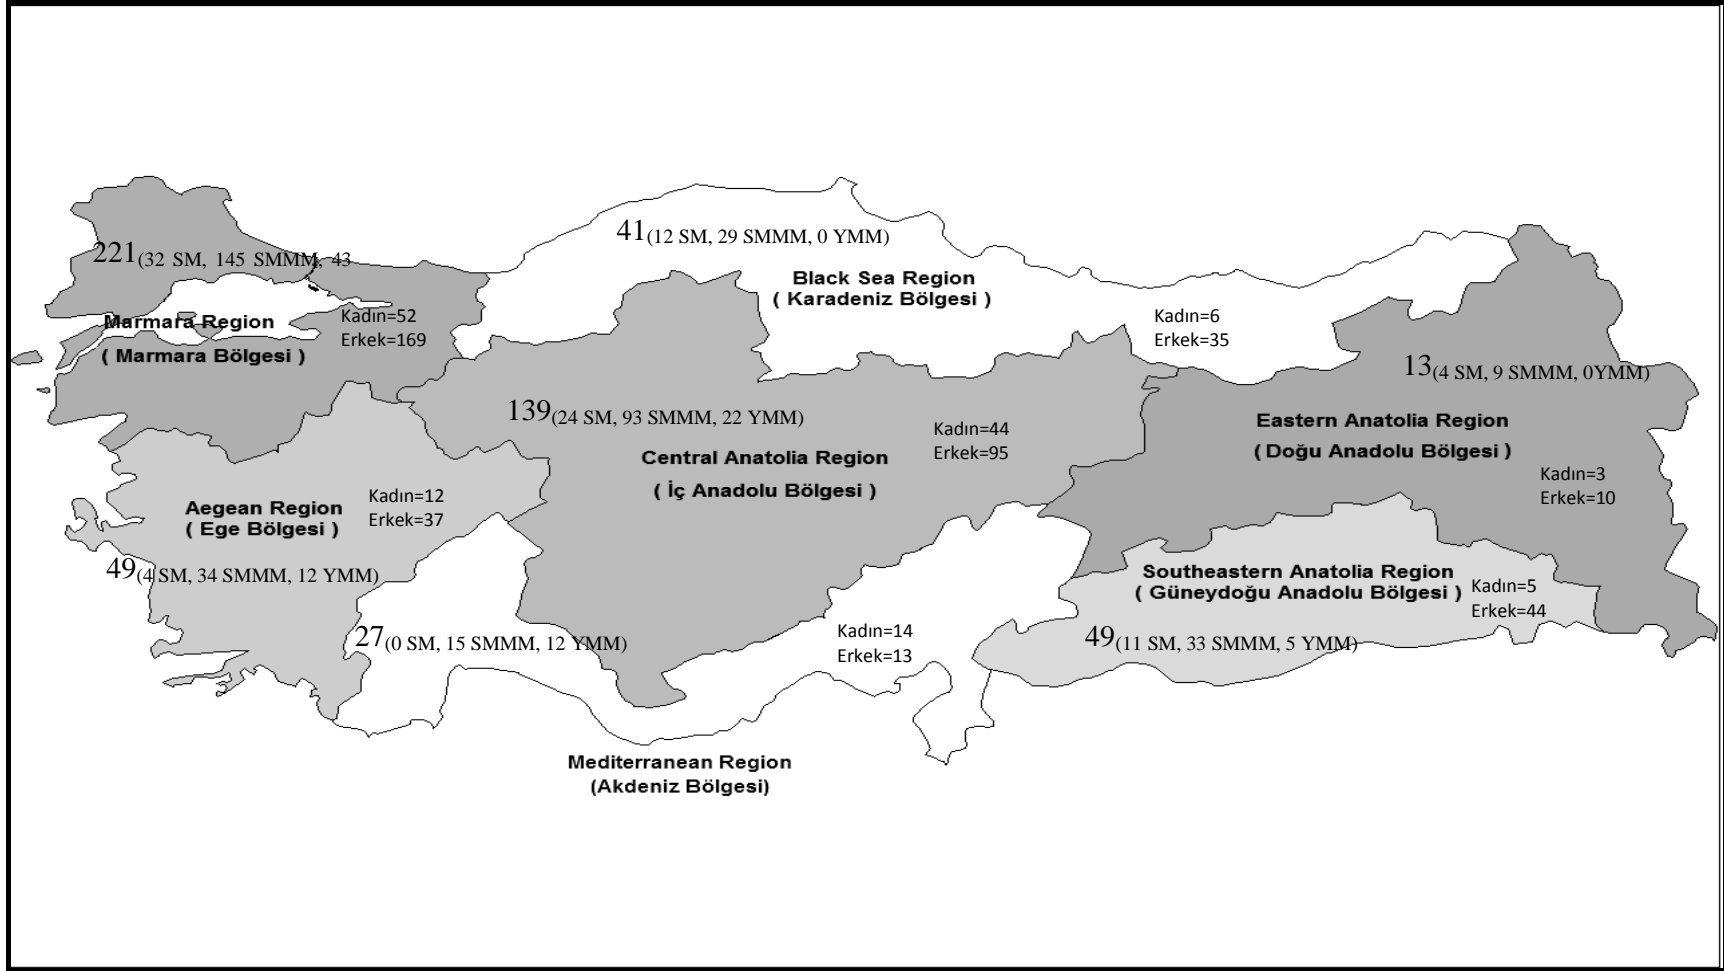 221(32 SM, 145 SMMM, 43
Marmara Region
( Marmara Bölgesi )
Kadın=52
Erkek=169
41(12 SM, 29 SMMM, 0 YMM)
Black Sea Region
( Karadeniz Bölgesi )
Kadın=6
Erkek=35
13(4 SM, 9 SMMM, 0YMM)
Eastern Anatolia Region
( Doğu Anadolu Bölgesi )
Kadın=3
Erkek=10
139(24 SM, 93 SMMM, 22 YMM)
Central Anatolia Region
( İç Anadolu Bölgesi )
Kadın=44
Erkek=95
Aegean Region
( Ege Bölgesi )
Kadın=12
Erkek=37
49(4 SM, 34 SMMM, 12 YMM)
Southeastern Anatolia Region
( Güneydoğu Anadolu Bölgesi )
Kadın=5
Erkek=44
49(11 SM, 33 SMMM, 5 YMM)
27(0 SM, 15 SMMM, 12 YMM)
Kadın=14
Erkek=13
Mediterranean Region
(Akdeniz Bölgesi)